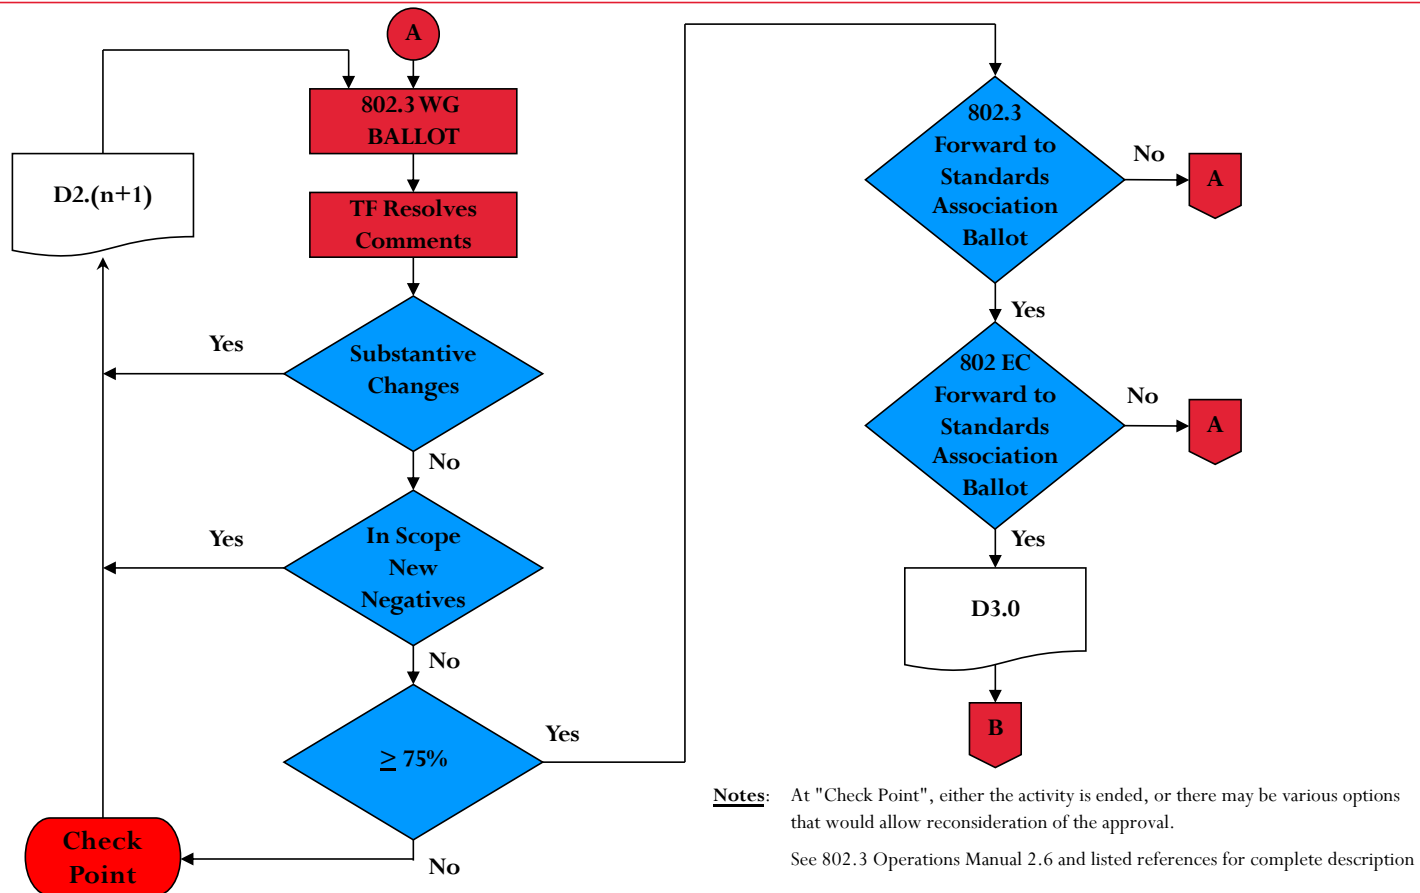 A
802.3 WG
BALLOT
D2.(n+1)
TF Resolves
Comments
Yes
Substantive
Changes
No
Yes
In Scope
New
Negatives
No
≥ 75%
Yes
No
Check
Point
802.3
Forward to
Standards
Association
Ballot
No
A
Yes
802 EC
Forward to
Standards
Association
Ballot
No
A
Yes
D3.0
B
Notes: At "Check Point", either the activity is ended, or there may be various options
that would allow reconsideration of the approval.
See 802.3 Operations Manual 2.6 and listed references for complete description